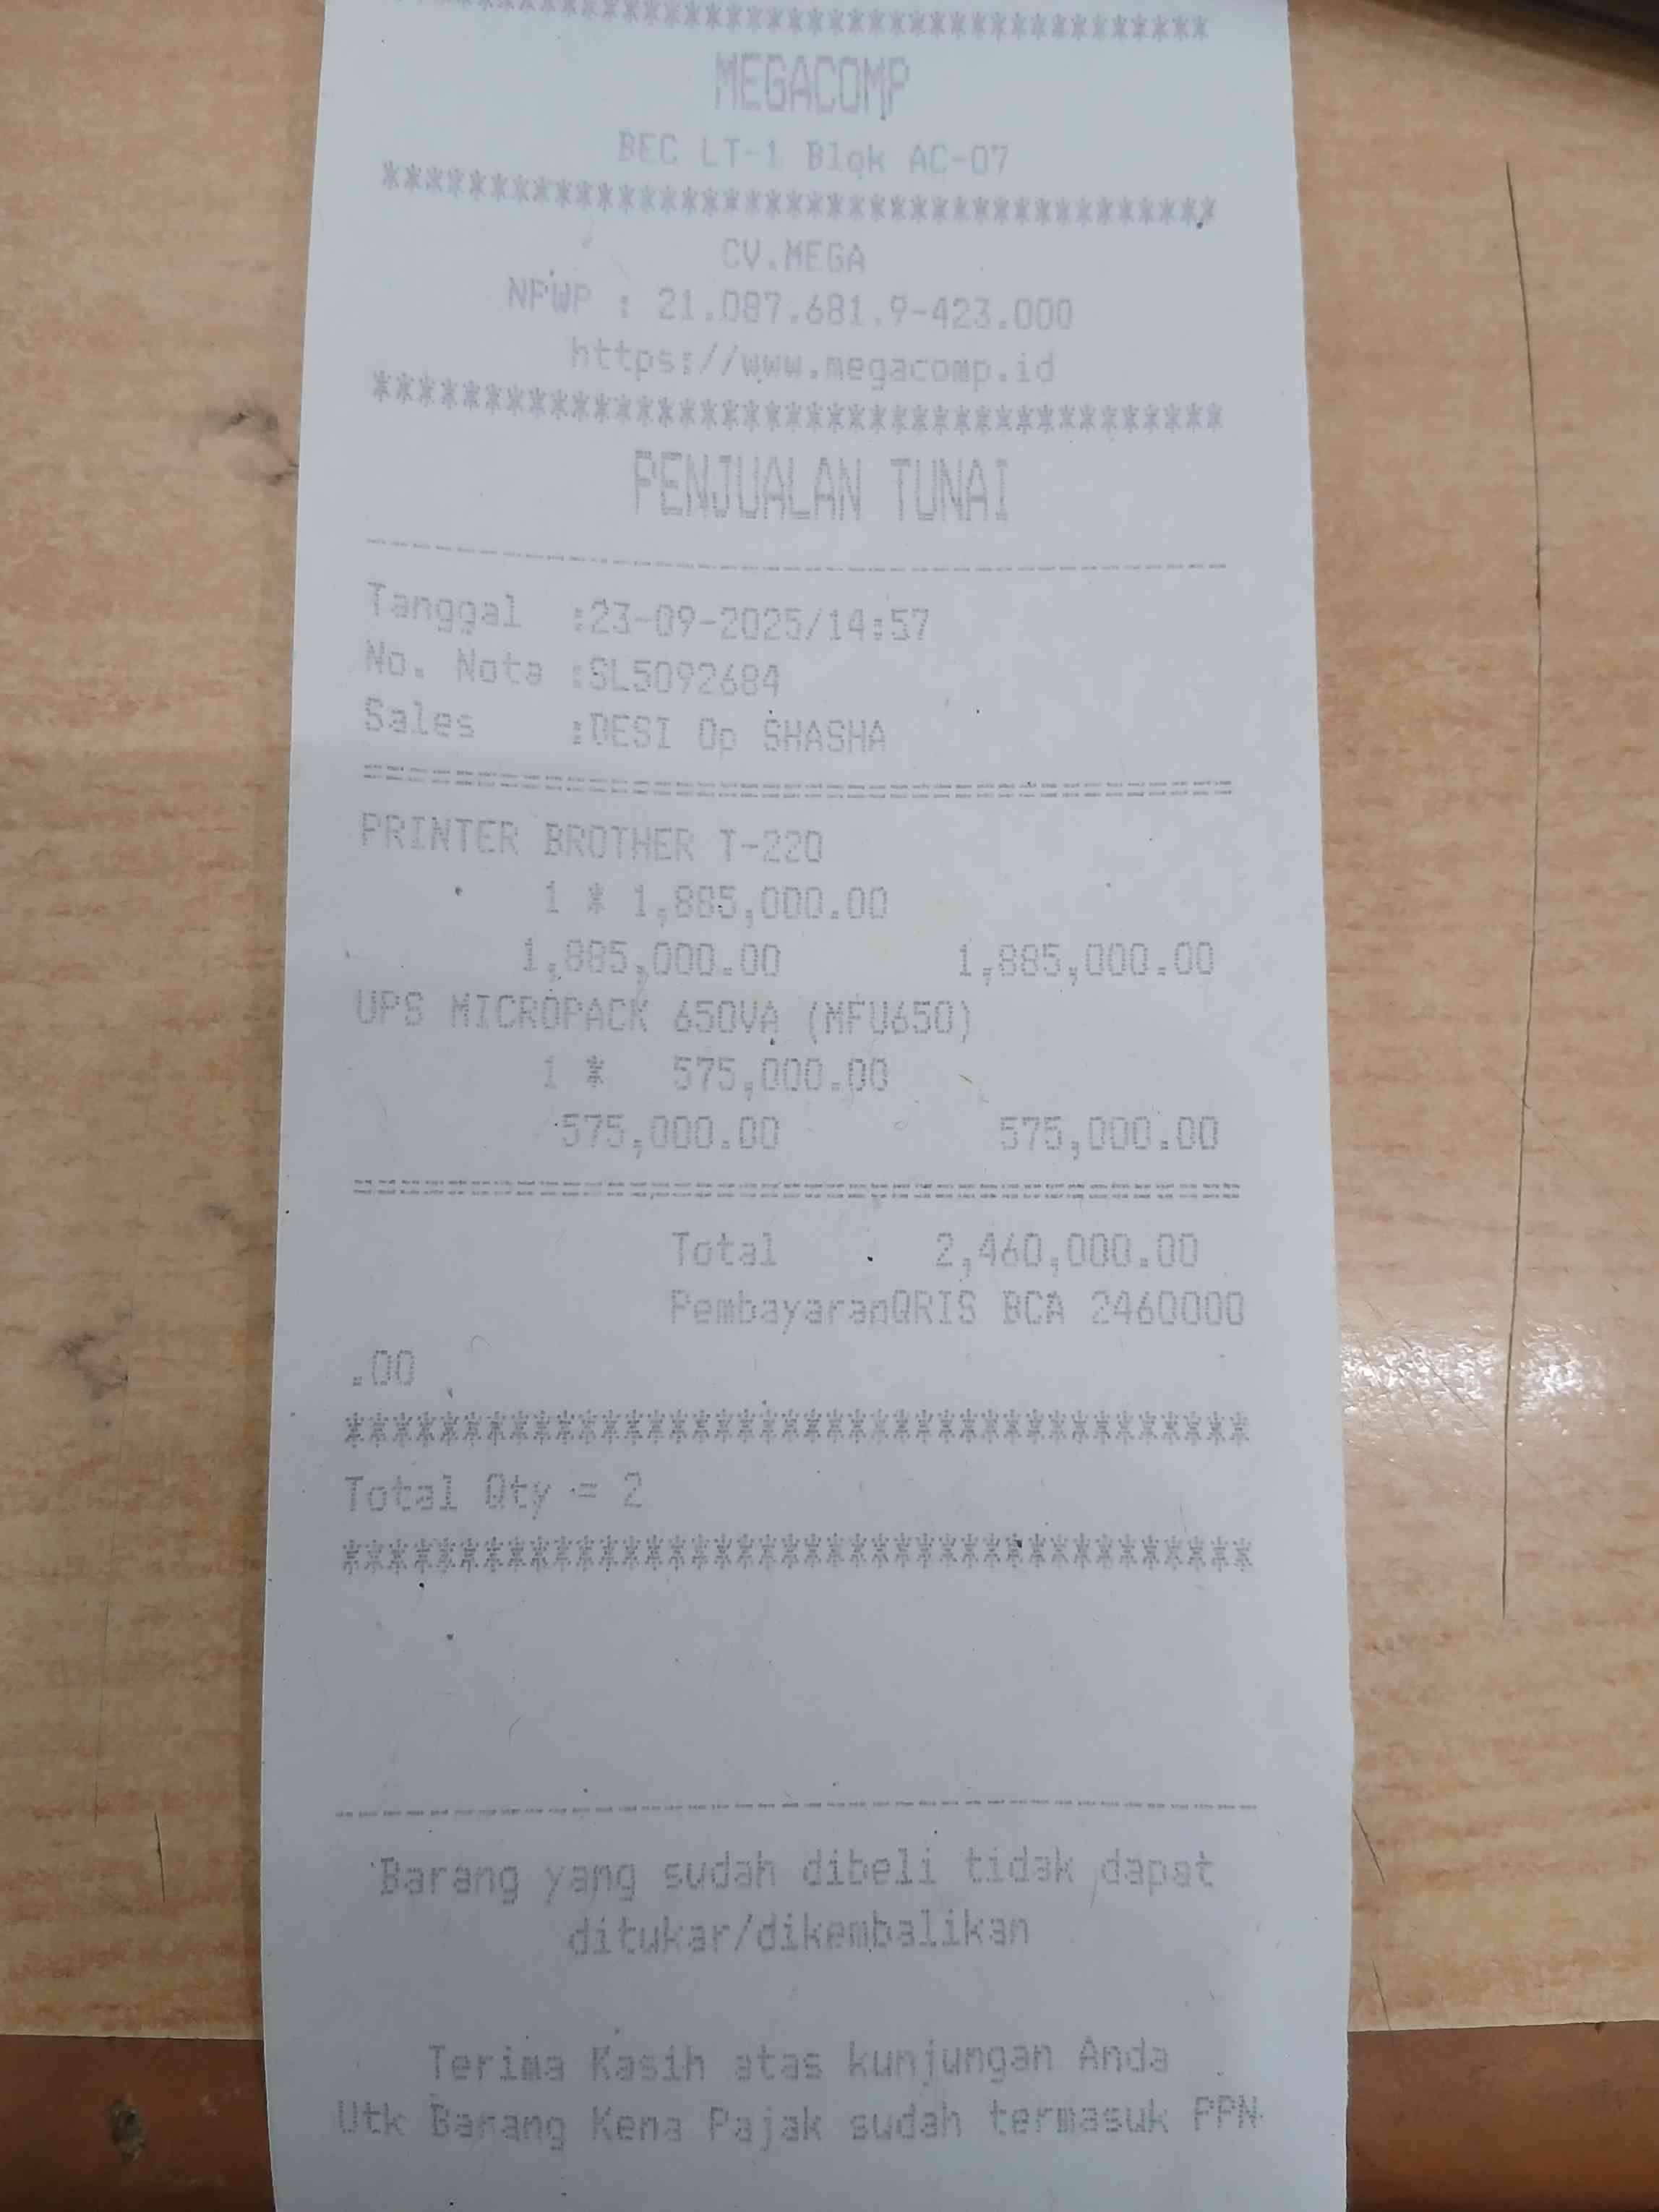 ***************************************
MEGACOMP
BEC LT-1 Blok AC-07
***************************************
CV.MEGA
NPWP : 21.087.681.9-423.000
https://www.megacomp.id
***************************************
PENJUALAN TUNAI
---------------------------------------
Tanggal :23-09-2025/14:57
No. Nota :SL5092684
Sales :DESI Op SHASHA
=======================================
PRINTER BROTHER T-220
1 * 1,885,000.00
1,885,000.00 1,885,000.00
UPS MICROPACK 650VA (MFU650)
1 * 575,000.00
575,000.00 575,000.00
=======================================
Total 2,460,000.00
PembayaranQRIS BCA 2460000
.00
***************************************
Total Qty = 2
***************************************
---------------------------------------
Barang yang sudah dibeli tidak dapat
ditukar/dikembalikan
Terima Kasih atas kunjungan Anda
Utk Barang Kena Pajak sudah termasuk PPN